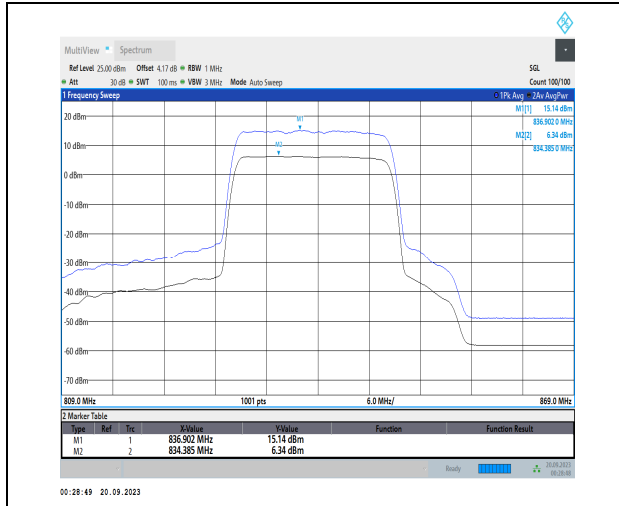 MultiView Spectrum
Ref Level 25.00 dBm Offset 4.17 dB RBW 1 MHz SGL
Att 30 dB SWT 100 ms VBW 3 MHz Mode Auto Sweep Count 100/100
1 Frequency Sweep 1Pk Avg 2Av AvgPwr
M1[1] 15.14 dBm
836.902 0 MHz
M2[2] 6.34 dBm
834.385 0 MHz
M1
M2
20 dBm
10 dBm
0 dBm
-10 dBm
-20 dBm
-30 dBm
-40 dBm
-50 dBm
-60 dBm
-70 dBm
809.0 MHz 1001 pts 6.0 MHz/ 869.0 MHz
2 Marker Table
Type Ref Trc X-Value Y-Value Function Function Result
M1 1 836.902 MHz 15.14 dBm
M2 2 834.385 MHz 6.34 dBm
Ready 20.09.2023
00:28:48
00:28:49 20.09.2023